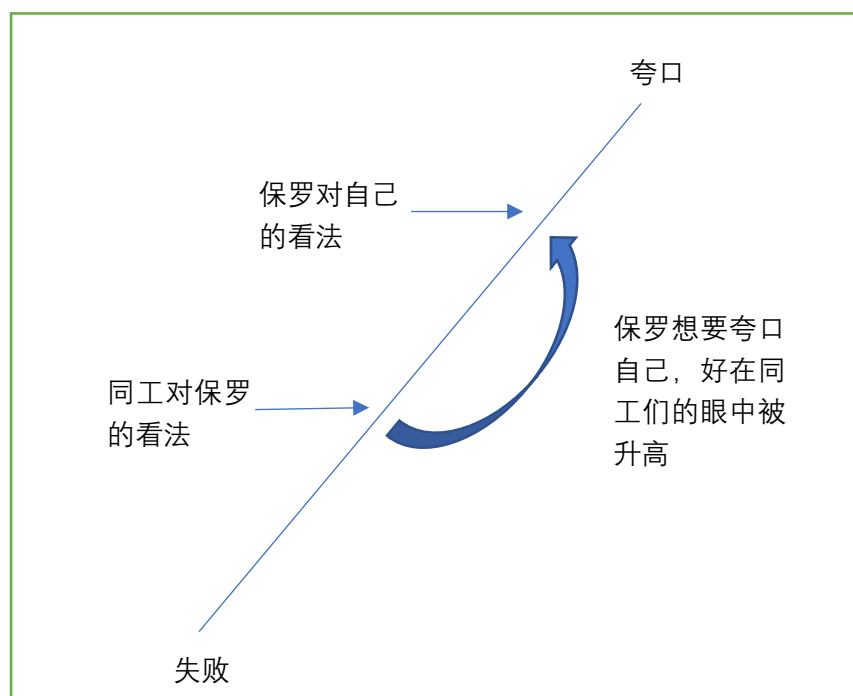 夸口
保罗对自己
的看法
保罗想要夸口
自己，好在同
工们的眼中被
升高
同工对保罗
的看法
失败